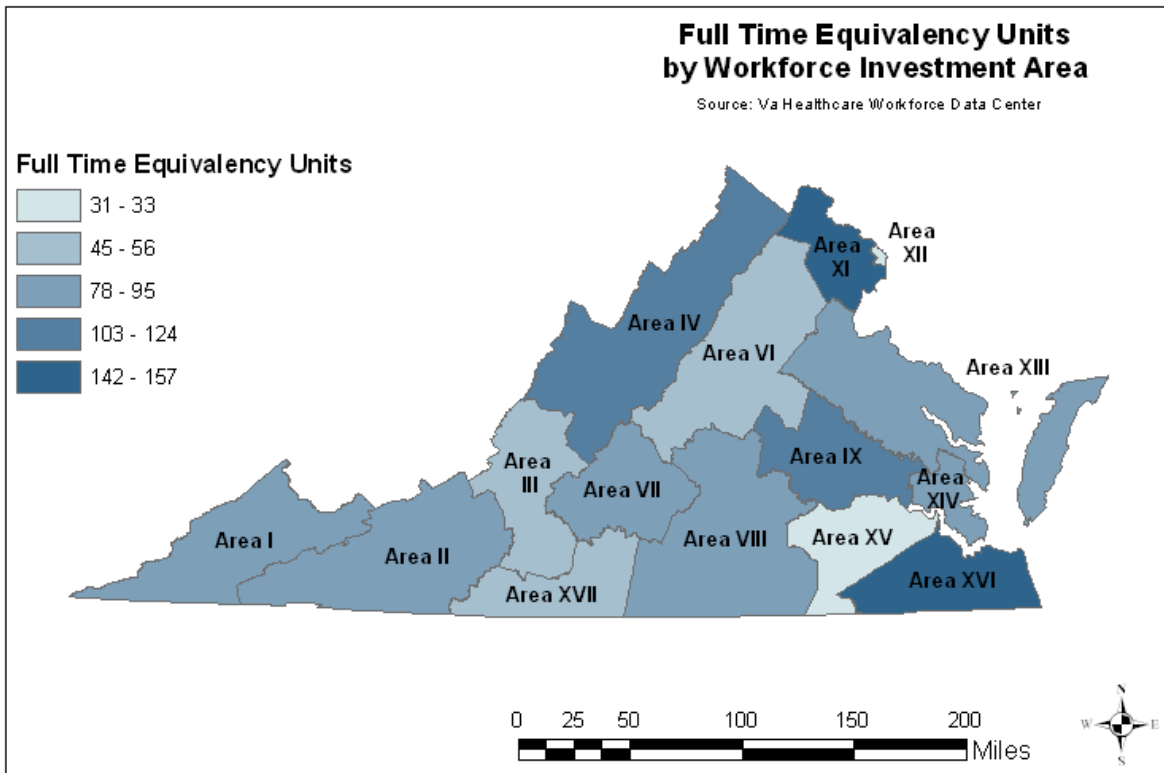 Full Time Equivalency Units
by Workforce Investment Area
Source: Va Healthcare Workforce Data Center
Full Time Equivalency Units
31 - 33
45 - 56
78 - 95
103 - 124
142 - 157
Area
XI
Area
XII
Area IV
Area VI
Area XIII
Area
III
Area VII
Area IX
Area
XIV
Area I
Area II
Area VIII
Area XV
Area XVII
Area XVI
0 25 50 100 150 200
Miles
N
W E
S